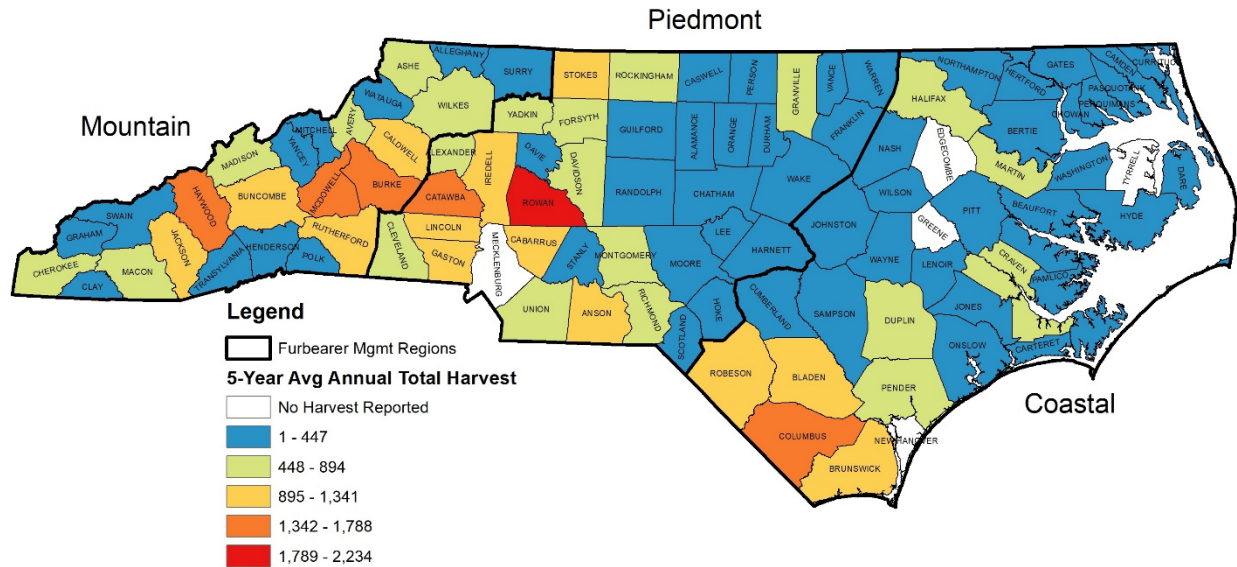 Piedmont
Mountain
Coastal
ALLEGHANY
ASHE
SURRY
STOKES
ROCKINGHAM
CASWELL
PERSON
GRANVILLE
VANCE
WARREN
NORTHAMPTON
HERTFORD
GATES
CAMDEN
CURRITUCK
PASQUOTANK
PERQUIMANS
CHOWAN
HALIFAX
WATAUGA
WILKES
YADKIN
FORSYTH
GUILFORD
ALAMANCE
ORANGE
DURHAM
FRANKLIN
NASH
EDGECOMBE
BERTIE
MARTIN
WASHINGTON
TYRRELL
DARE
MITCHELL
AVERY
YANCEY
MADISON
CALDWELL
LEXANDER
IREDELL
DAVIE
DAVIDSON
RANDOLPH
CHATHAM
WAKE
WILSON
PITT
BEAUFORT
HYDE
HAYWOOD
BUNCOMBE
MCDOWELL
BURKE
CATAWBA
ROWAN
LEE
JOHNSTON
GREENE
SWAIN
GRAHAM
JACKSON
RUTHERFORD
LINCOLN
CABARRUS
STANLY
MONTGOMERY
MOORE
HARNETT
WAYNE
LENOIR
CRAVEN
PAMLICO
CHEROKEE
CLAY
MACON
TRANSYLVANIA
HENDERSON
POLK
CLEVELAND
GASTON
MECKLENBURG
UNION
ANSON
RICHMOND
SCOTLAND
HOKE
CUMBERLAND
SAMPSON
DUPLIN
JONES
ONSLOW
CARTERET
ROBESON
BLADEN
PENDER
COLUMBUS
NEW HANOVER
BRUNSWICK
Legend
Furbearer Mgmt Regions
5-Year Avg Annual Total Harvest
No Harvest Reported
1 - 447
448 - 894
895 - 1,341
1,342 - 1,788
1,789 - 2,234